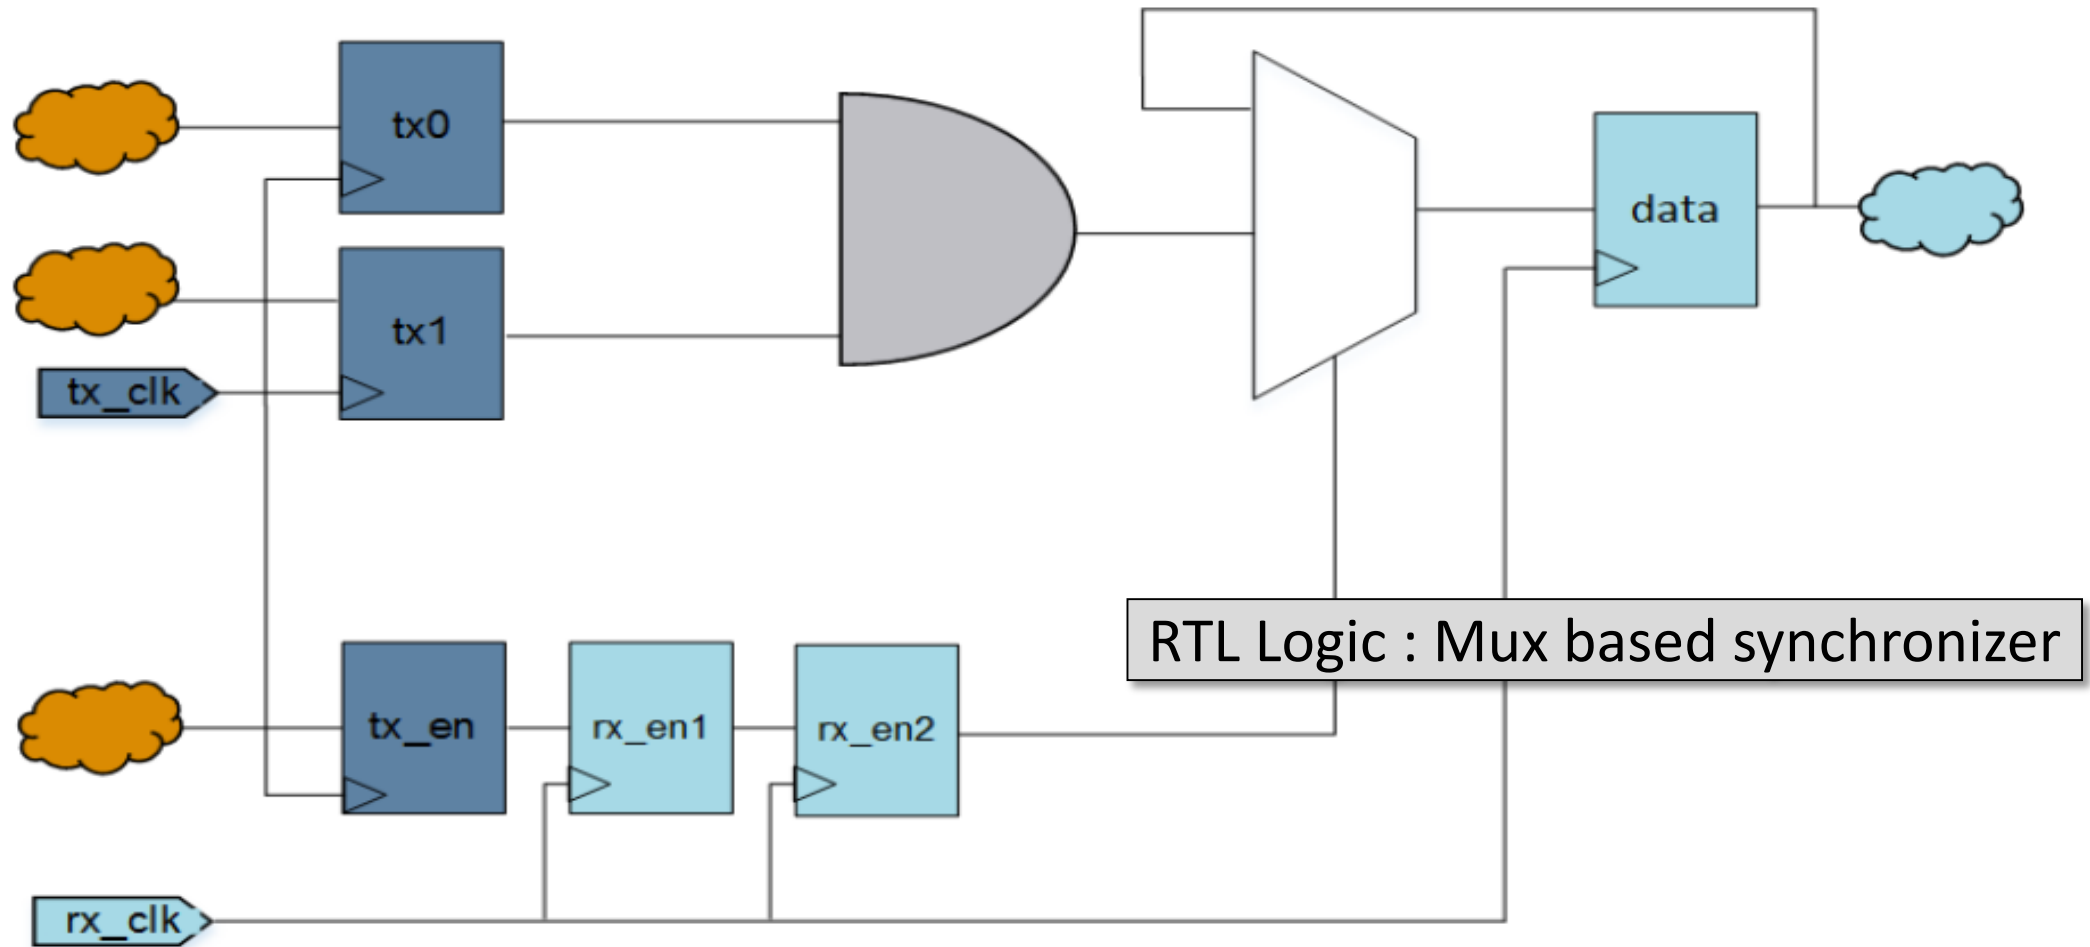 tx0
tx1
data
tx_clk
RTL Logic : Mux based synchronizer
tx_en
rx_en1
rx_en2
rx_clk